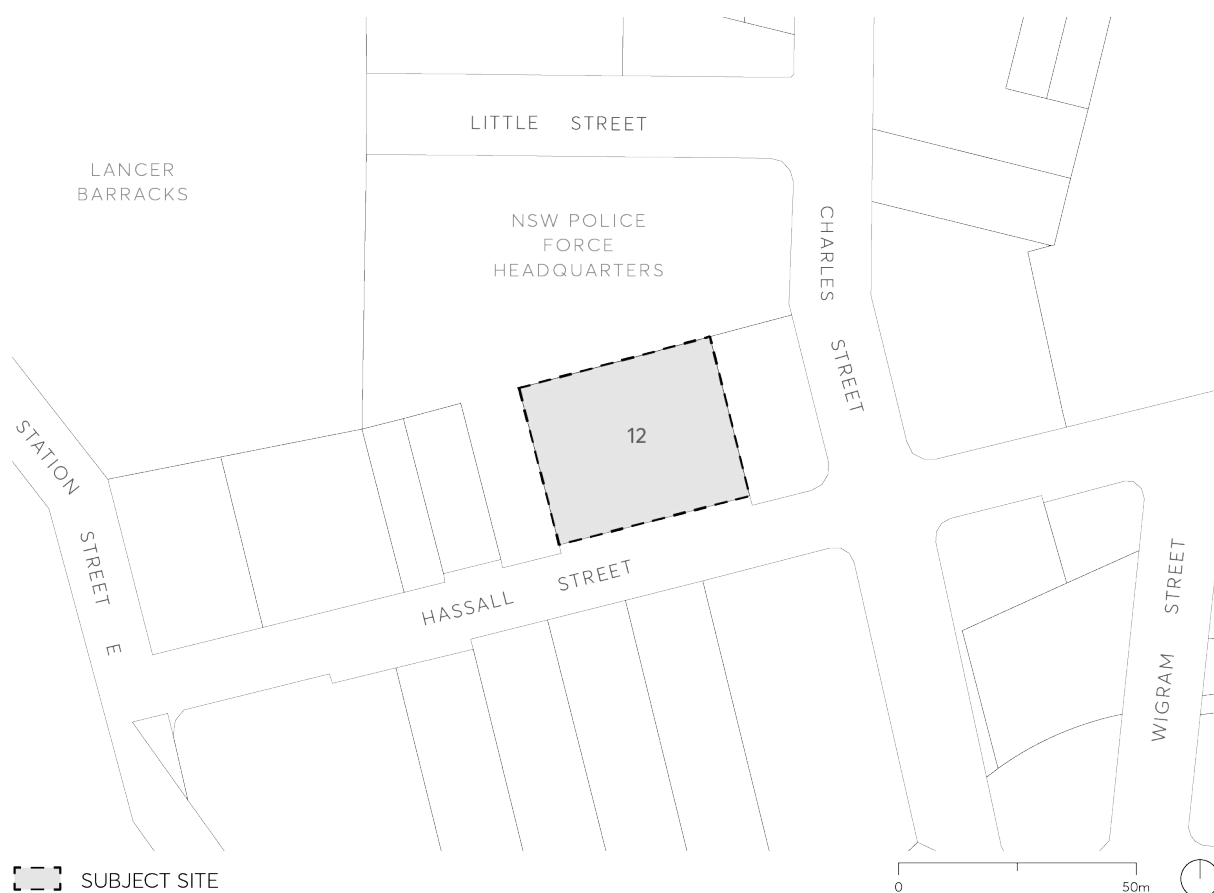 LITTLE STREET
LANCER
BARRACKS
NSW POLICE
FORCE
HEADQUARTERS
CHARLES STREET
12
STATION STREET E
HASSALL STREET
WIGRAM STREET
SUBJECT SITE
0 50m